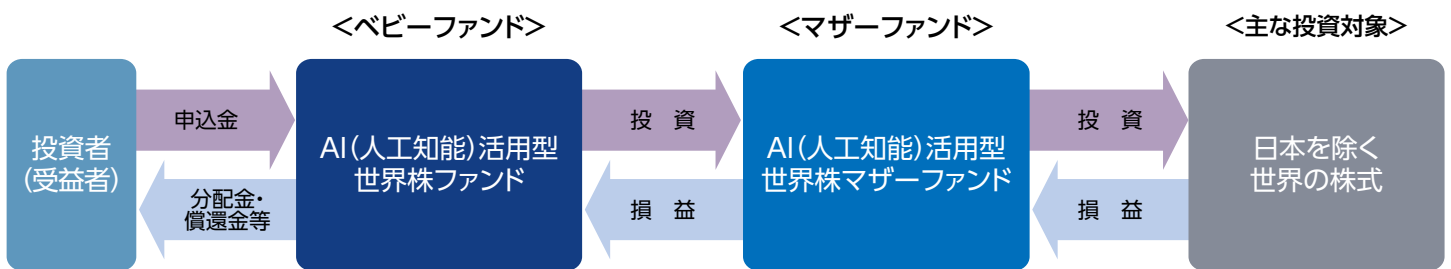 <ベビーファンド>
<マザーファンド>
<主な投資対象>
投資者
(受益者)
申込金
分配金・
償還金等
AI(人工知能)活用型
世界株ファンド
投 資
損 益
AI(人工知能)活用型
世界株マザーファンド
投 資
損 益
日本を除く
世界の株式